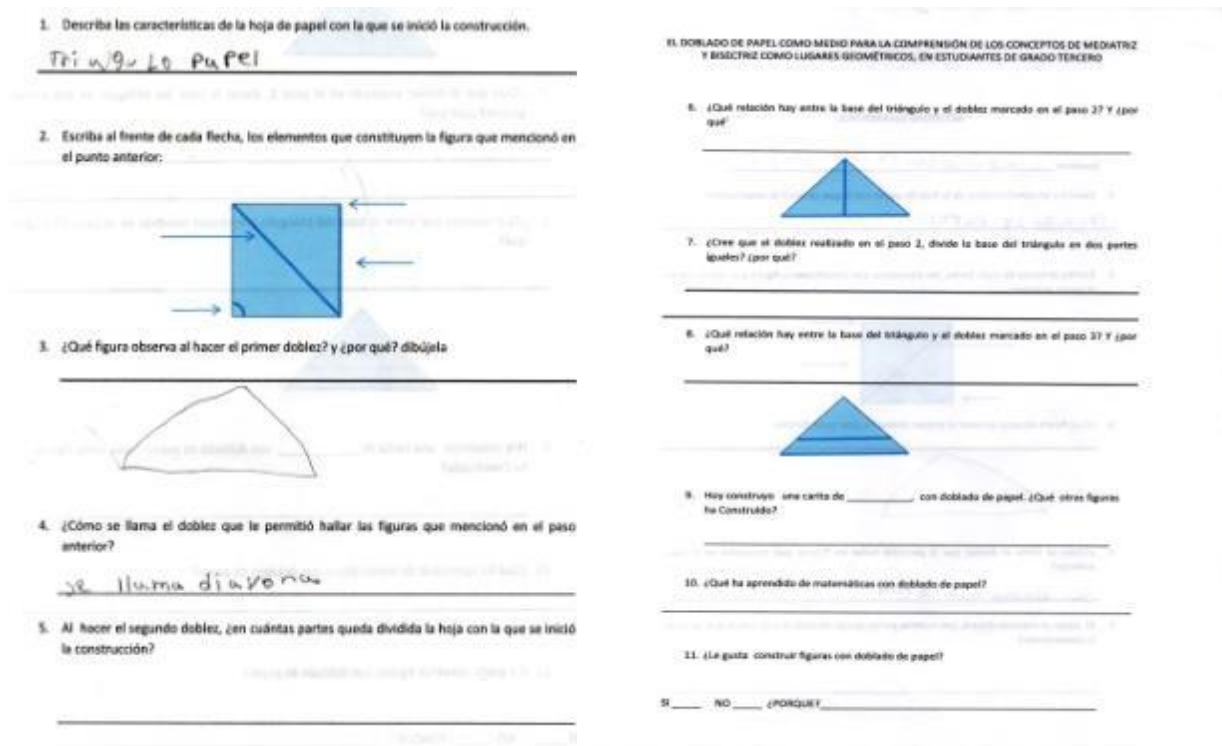 1. Describa las características de la hoja de papel con la que se inició la construcción.
Tri ngu Lo papel
2. Escriba al frente de cada flecha, los elementos que constituyen la figura que mencionó en
el punto anterior:
3. ¿Qué figura observa al hacer el primer doblez? y ¿por qué? dibújela
4. ¿Cómo se llama el doblez que le permitió hallar las figuras que mencionó en el paso
anterior?
se lluma diavona
5. Al hacer el segundo doblez, ¿en cuántas partes queda dividida la hoja con la que se inició
la construcción?
EL DOBLADO DE PAPEL COMO MEDIO PARA LA COMPRENSIÓN DE LOS CONCEPTOS DE MEDIATRIZ
Y BISECTRIZ COMO LUGARES GEOMÉTRICOS, EN ESTUDIANTES DE GRADO TERCERO
6. ¿Qué relación hay entre la base del triángulo y el doblez marcado en el paso 2? Y ¿por
qué?
7. ¿Cree que el doblez realizado en el paso 2, divide la base del triángulo en dos partes
iguales? ¿por qué?
8. ¿Qué relación hay entre la base del triángulo y el doblez marcado en el paso 3? Y ¿por
qué?
9. Hoy construyo una carita de ________ con doblado de papel. ¿Qué otras figuras
ha Construido?
10. ¿Qué ha aprendido de matemáticas con doblado de papel?
11. ¿Le gusta construir figuras con doblado de papel?
SI _____ NO _____ ¿PORQUE?